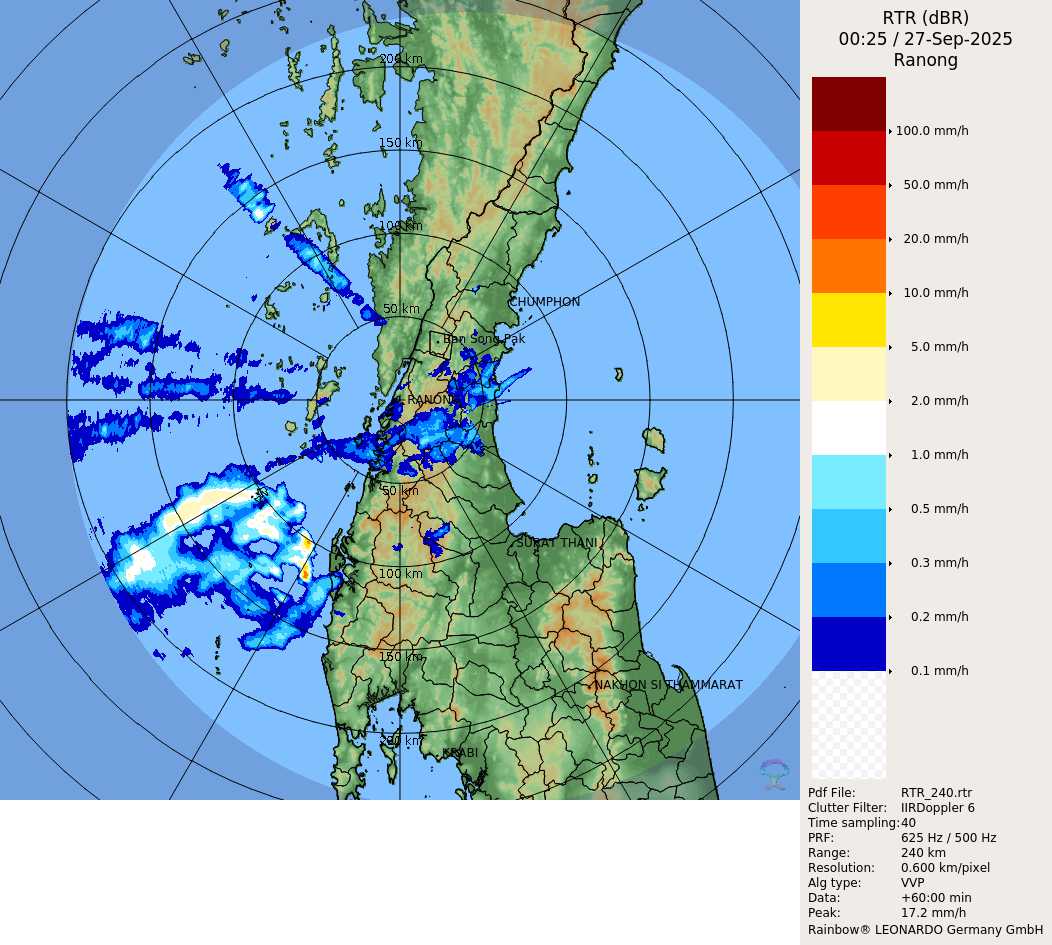 RTR (dBR)
00:25 / 27-Sep-2025
Ranong
200 km
150 km
100 km
50 km
CHUMPHON
Ban Song Pak
RANONG
50 km
SURAT THANI
100 km
150 km
NAKHON SI THAMMARAT
200 km
KRABI
100.0 mm/h
50.0 mm/h
20.0 mm/h
10.0 mm/h
5.0 mm/h
2.0 mm/h
1.0 mm/h
0.5 mm/h
0.3 mm/h
0.2 mm/h
0.1 mm/h
Pdf File: RTR_240.rtr
Clutter Filter: IIRDoppler 6
Time sampling: 40
PRF: 625 Hz / 500 Hz
Range: 240 km
Resolution: 0.600 km/pixel
Alg type: VVP
Data: +60:00 min
Peak: 17.2 mm/h
Rainbow® LEONARDO Germany GmbH